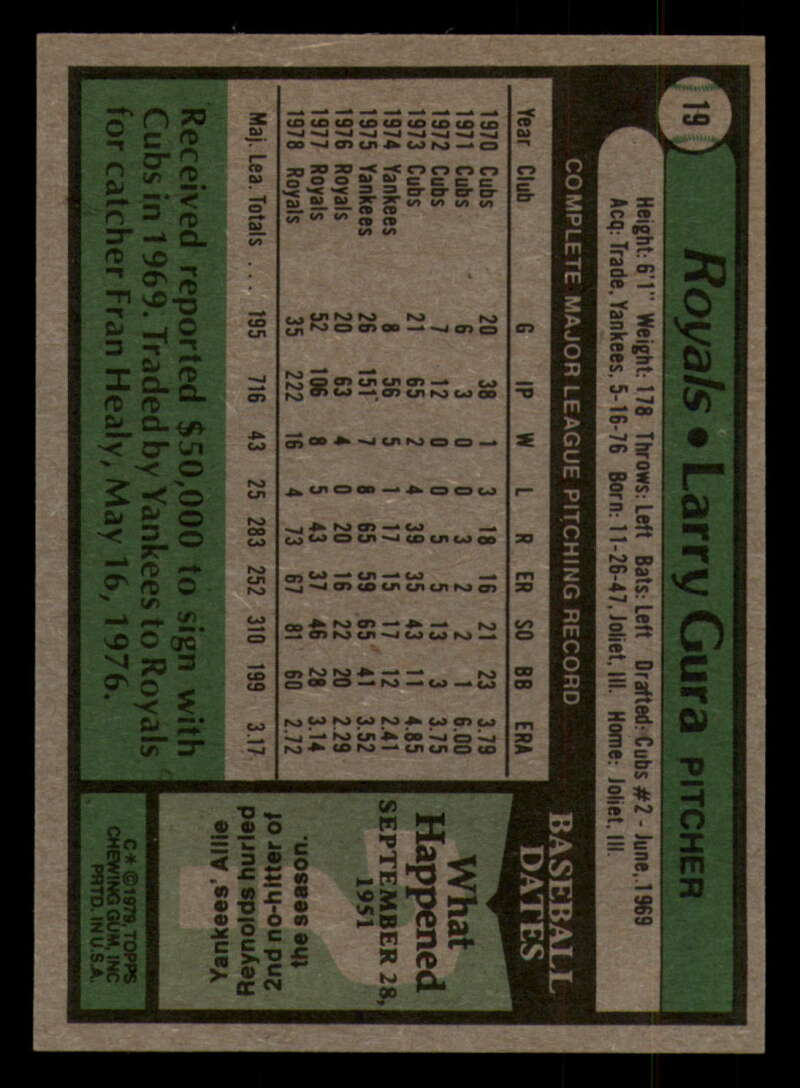 19
Royals • Larry Gura PITCHER
Height: 6'1" Weight: 178 Throws: Left Bats: Left Drafted: Cubs #2 - June, 1969
Acq: Trade, Yankees, 5-16-76 Born: 11-26-47, Joliet, Ill. Home: Joliet, Ill.
COMPLETE MAJOR LEAGUE PITCHING RECORD
Year Club G IP W L R ER SO BB ERA
1970 Cubs 20 38 1 3 18 16 21 23 3.79
1971 Cubs 6 3 0 0 3 2 2 1 6.00
1972 Cubs 7 12 0 0 5 5 13 3 3.75
1973 Cubs 21 65 2 4 39 35 43 11 4.85
1974 Yankees 8 56 5 1 17 15 17 12 2.41
1975 Yankees 26 151 7 8 65 59 65 41 3.52
1976 Royals 20 63 4 0 20 16 22 20 2.29
1977 Royals 52 106 8 5 43 37 46 28 3.14
1978 Royals 35 222 16 4 73 67 81 60 2.72
Maj. Lea. Totals . . . 195 716 43 25 283 252 310 199 3.17
Received reported $50,000 to sign with
Cubs in 1969. Traded by Yankees to Royals
for catcher Fran Healy, May 16, 1976.
BASEBALL
DATES
What
Happened
SEPTEMBER 28,
1951
Yankees' Allie
Reynolds hurled
2nd no-hitter of
the season.
C* © 1979 TOPPS
CHEWING GUM, INC
PRTD. IN U.S.A.